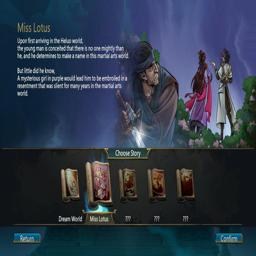 Miss Lotus
Upon first arriving in the Heluo world,
the young man is conceited that there is no one mightly than
he, and he determines to make a name in this martial arts world.
But little did he know,
A mysterious girl in purple would lead him to be embroiled in a
resentment that was silent for many years in the martial arts
world.
Choose Story
Dream World
Miss Lotus
???
???
???
Return
Confirm